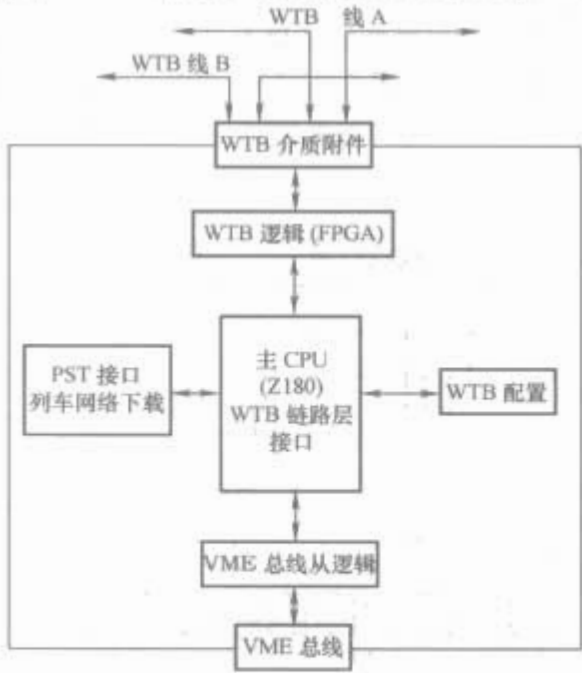 WTB 线 A
WTB 线 B
WTB 介质附件
WTB 逻辑 (FPGA)
PST 接口
列车网络下载
主 CPU
(Z180)
WTB 链路层
接口
WTB 配置
VME 总线从逻辑
VME 总线